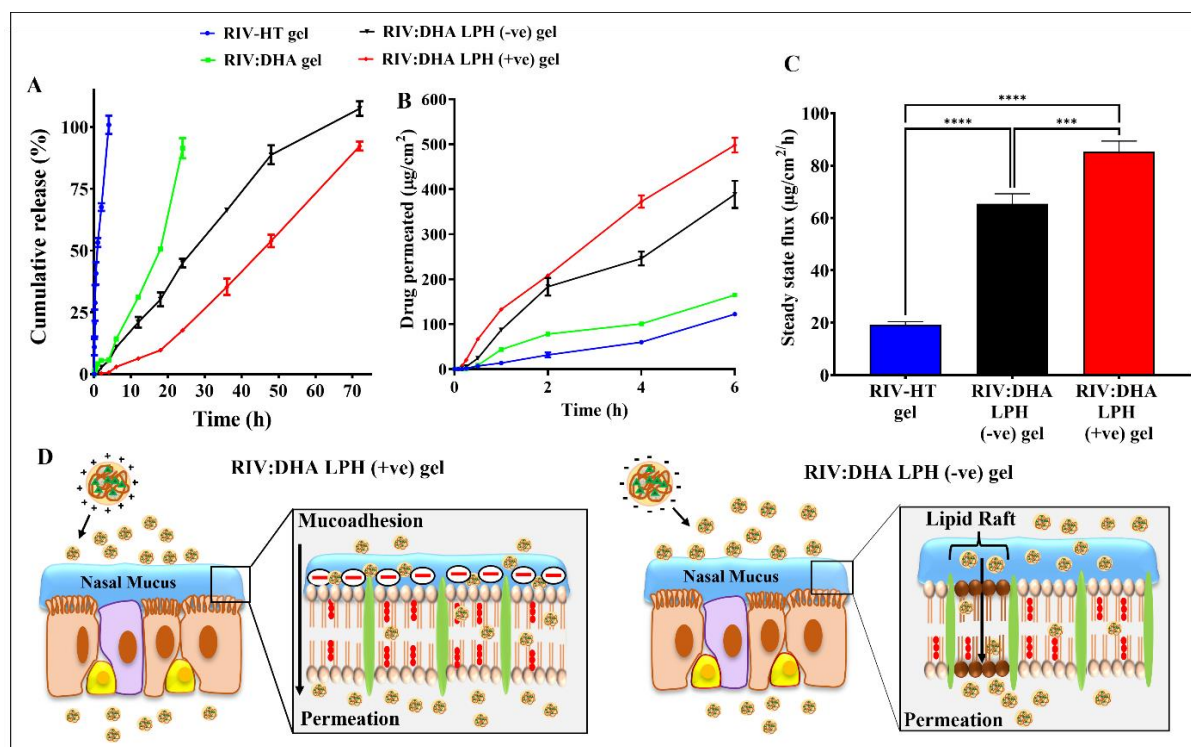 RIV-HT gel
RIV:DHA LPH (-ve) gel
RIV:DHA gel
RIV:DHA LPH (+ve) gel
A
Cumulative release (%)
100
75
50
25
0
0 10 20 30 40 50 60 70 80
Time (h)
B
Drug permeated (µg/cm²)
600
500
400
300
200
100
0
0 2 4 6
Time (h)
C
Steady state flux (µg/cm²/h)
100
80
60
40
20
0
****
**** ***
RIV-HT
gel
RIV:DHA
LPH
(-ve) gel
RIV:DHA
LPH
(+ve) gel
D
RIV:DHA LPH (+ve) gel
Nasal Mucus
Mucoadhesion
Permeation
RIV:DHA LPH (-ve) gel
Nasal Mucus
Lipid Raft
Permeation